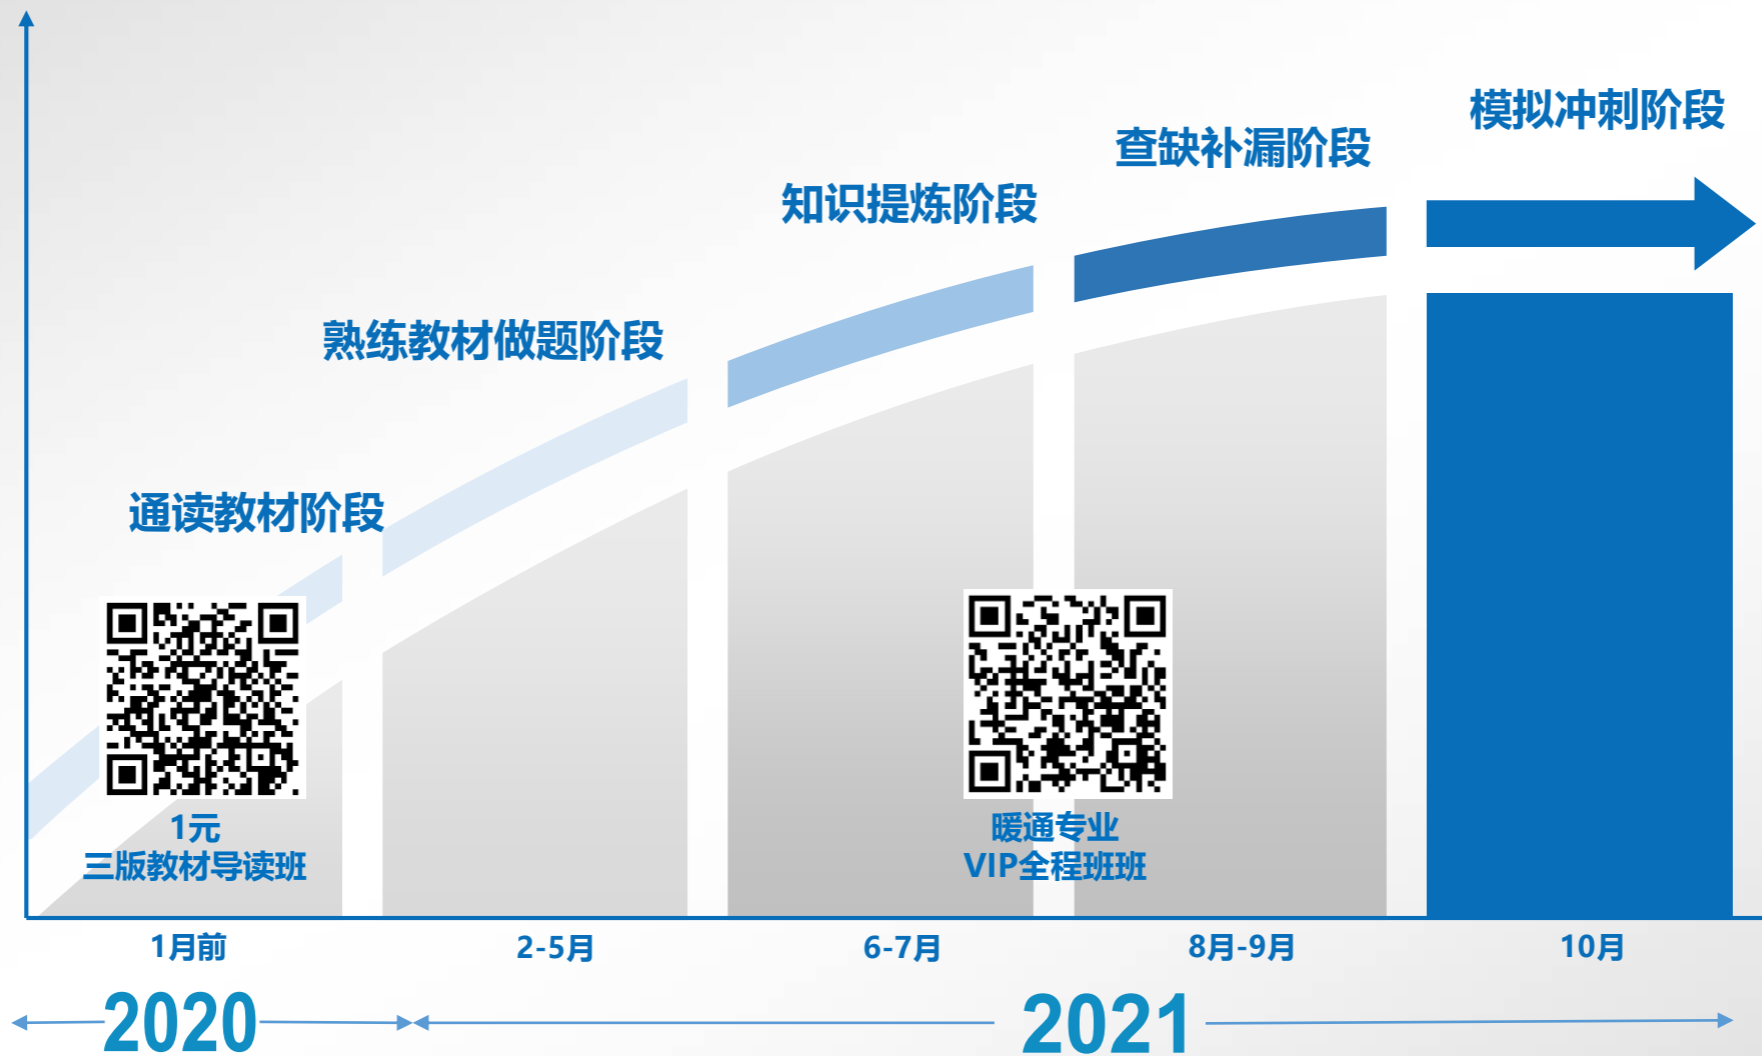 模拟冲刺阶段
查缺补漏阶段
知识提炼阶段
熟练教材做题阶段
通读教材阶段
1元
三版教材导读班
暖通专业
VIP全程班班
1月前
2-5月
6-7月
8月-9月
10月
2020
2021